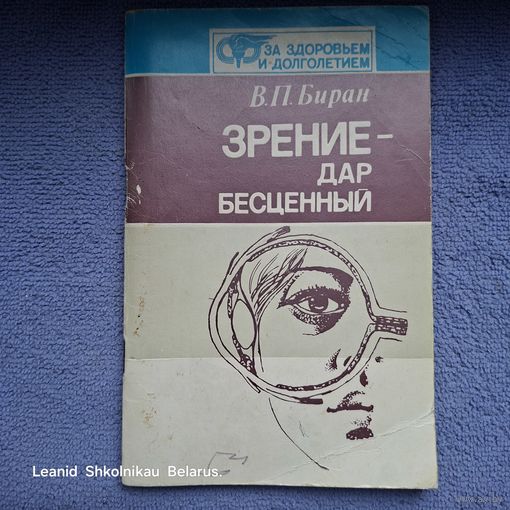 ЗА ЗДОРОВЬЕМ
И ДОЛГОЛЕТИЕМ
В.П. Биран
ЗРЕНИЕ –
ДАР
БЕСЦЕННЫЙ
Leanid Shkolnikau Belarus.